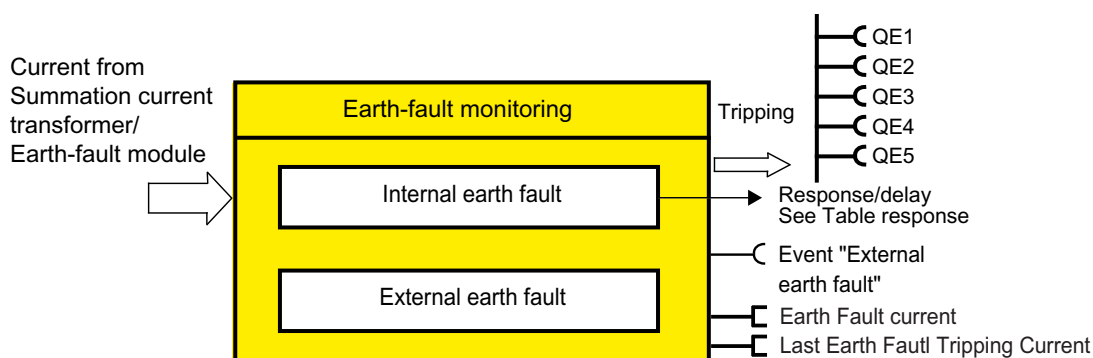 Current from
Summation current
transformer/
Earth-fault module
Earth-fault monitoring
Internal earth fault
External earth fault
Tripping
QE1
QE2
QE3
QE4
QE5
Response/delay
See Table response
Event "External
earth fault"
Earth Fault current
Last Earth Fautl Tripping Current